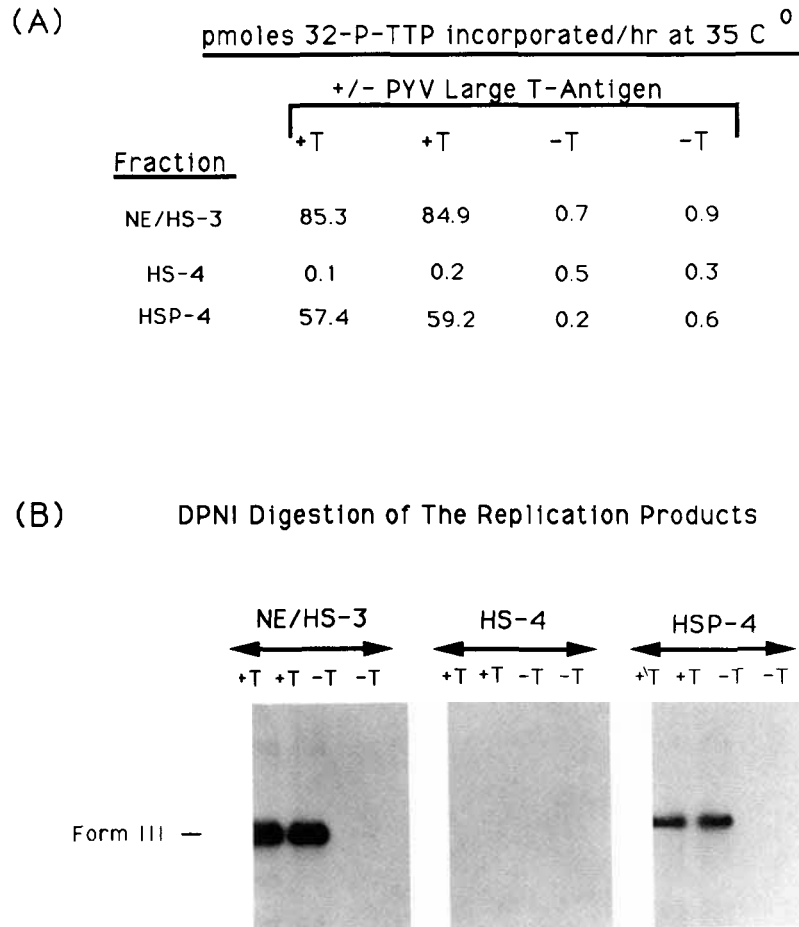 (A)
pmoles 32-P-TTP incorporated/hr at 35 C⁰
+/- PYV Large T-Antigen
Fraction +T +T -T -T
NE/HS-3 85.3 84.9 0.7 0.9
HS-4 0.1 0.2 0.5 0.3
HSP-4 57.4 59.2 0.2 0.6
(B) DPNI Digestion of The Replication Products
NE/HS-3 HS-4 HSP-4
+T +T -T -T +T +T -T -T +T +T -T -T
Form III —